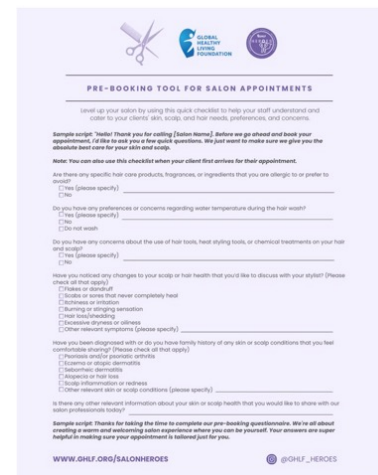 GLOBAL
HEALTHY
LIVING
FOUNDATION
PRE-BOOKING TOOL FOR SALON APPOINTMENTS
Level up your salon by using this quick checklist to help your staff understand and
cater to your clients' skin, scalp, and hair needs, preferences, and concerns.
Sample script: "Hello! Thank you for calling [Salon Name]. Before we go ahead and book your
appointment, I'd like to ask you a few quick questions. We just want to make sure we give you the
absolute best care for your skin and scalp.
Note: You can also use this checklist when your client first arrives for their appointment.
Are there any specific hair care products, fragrances, or ingredients that you are allergic to or prefer to
avoid?
Yes (please specify)
No
Do you have any preferences or concerns regarding water temperature during the hair wash?
Yes (please specify)
No
Do not wash
Do you have any concerns about the use of hair tools, heat styling tools, or chemical treatments on your hair
and scalp?
Yes (please specify)
No
Have you noticed any changes to your scalp or hair health that you'd like to discuss with your stylist? (Please
check all that apply)
Flakes or dandruff
Scabs or sores that never completely heal
Itchiness or irritation
Burning or stinging sensation
Hair loss/shedding
Excessive dryness or oiliness
Other relevant symptoms (please specify)
Have you been diagnosed with or do you have family history of any skin or scalp conditions that you feel
comfortable sharing? (Please check all that apply)
Psoriasis and/or psoriatic arthritis
Eczema or atopic dermatitis
Seborrheic dermatitis
Alopecia or hair loss
Scalp inflammation or redness
Other relevant skin or scalp conditions (please specify)
Is there any other relevant information about your skin or scalp health that you would like to share with our
salon professionals today?
Sample script: Thanks for taking the time to complete our pre-booking questionnaire. We're all about
creating a warm and welcoming salon experience where you can be yourself. Your answers are super
helpful in making sure your appointment is tailored just for you.
WWW.GHLF.ORG/SALONHEROES
@GHLF_HEROES